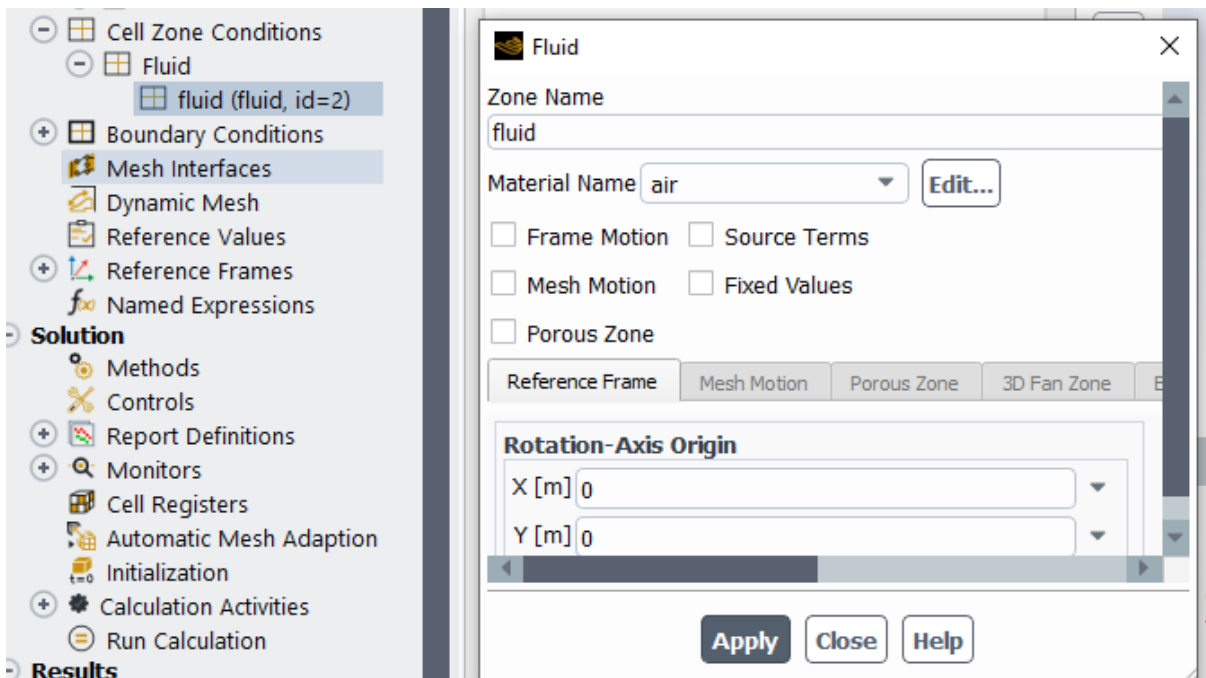 Cell Zone Conditions
Fluid
fluid (fluid, id=2)
Boundary Conditions
Mesh Interfaces
Dynamic Mesh
Reference Values
Reference Frames
f(x) Named Expressions
Solution
Methods
Controls
Report Definitions
Monitors
Cell Registers
Automatic Mesh Adaption
t=0 Initialization
Calculation Activities
Run Calculation
Results
Fluid
Zone Name
fluid
Material Name air Edit...
Frame Motion Source Terms
Mesh Motion Fixed Values
Porous Zone
Reference Frame Mesh Motion Porous Zone 3D Fan Zone
Rotation-Axis Origin
X [m] 0
Y [m] 0
Apply Close Help